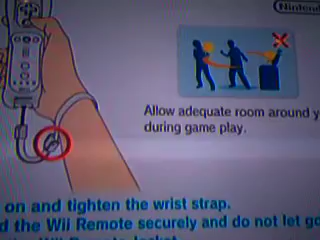 Nintend
Allow adequate room around y
during game play.
on and tighten the wrist strap.
d the Wii Remote securely and do not let go